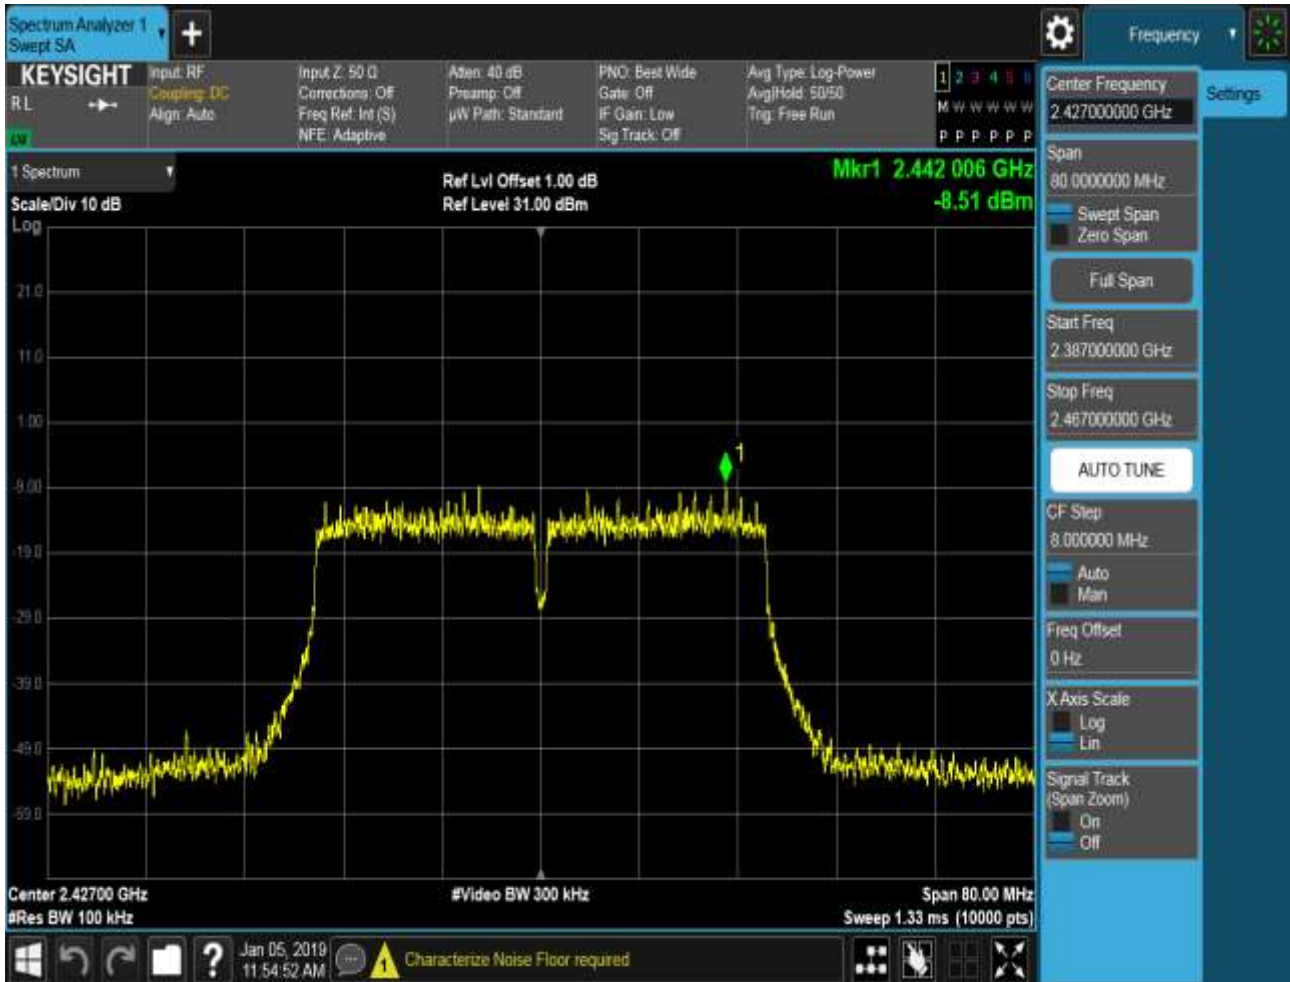 Spectrum Analyzer 1
Swept SA
+
Frequency
KEYSIGHT
RL
Input: RF
Coupling: DC
Align: Auto
Input Z: 50 Ω
Corrections: Off
Freq Ref: Int (S)
NFE: Adaptive
Atten: 40 dB
Preamp: Off
µW Path: Standard
PNO: Best Wide
Gate: Off
IF Gain: Low
Sig Track: Off
Avg Type: Log-Power
Avg|Hold: 50/50
Trig: Free Run
1 2 3 4 5 6
M W W W W W
P P P P P P
1 Spectrum
Scale/Div 10 dB
Log
Ref Lvl Offset 1.00 dB
Ref Level 31.00 dBm
Mkr1 2.442 006 GHz
-8.51 dBm
21.0
11.0
1.00
-9.00
-19.0
-29.0
-39.0
-49.0
-59.0
1
Center 2.42700 GHz
#Res BW 100 kHz
#Video BW 300 kHz
Span 80.00 MHz
Sweep 1.33 ms (10000 pts)
Center Frequency
2.427000000 GHz
Settings
Span
80.0000000 MHz
Swept Span
Zero Span
Full Span
Start Freq
2.387000000 GHz
Stop Freq
2.467000000 GHz
AUTO TUNE
CF Step
8.000000 MHz
Auto
Man
Freq Offset
0 Hz
X Axis Scale
Log
Lin
Signal Track
(Span Zoom)
On
Off
?
Jan 05, 2019
11:54:52 AM
1
Characterize Noise Floor required